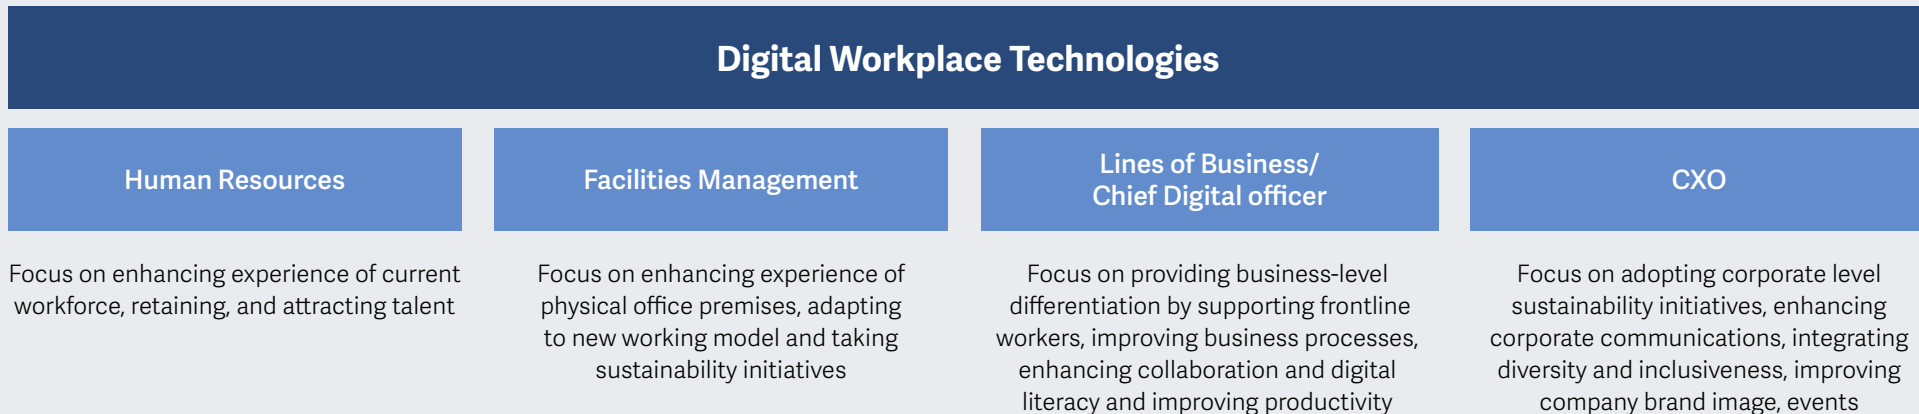 Digital Workplace Technologies
Human Resources
Focus on enhancing experience of current
workforce, retaining, and attracting talent
Facilities Management
Focus on enhancing experience of
physical office premises, adapting
to new working model and taking
sustainability initiatives
Lines of Business/
Chief Digital officer
Focus on providing business-level
differentiation by supporting frontline
workers, improving business processes,
enhancing collaboration and digital
literacy and improving productivity
CXO
Focus on adopting corporate level
sustainability initiatives, enhancing
corporate communications, integrating
diversity and inclusiveness, improving
company brand image, events